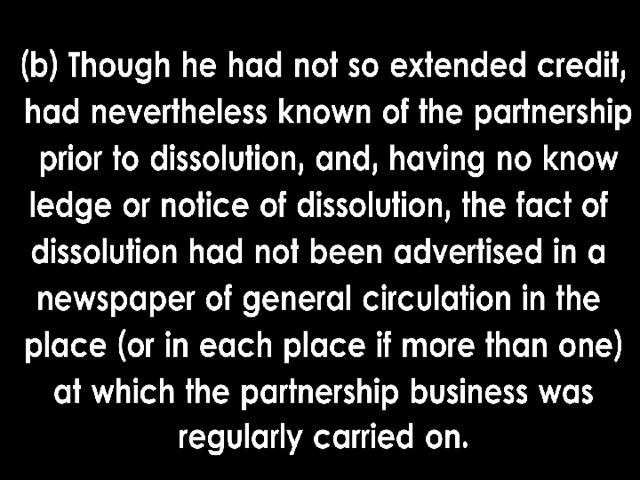 (b) Though he had not so extended credit,
had nevertheless known of the partnership
prior to dissolution, and, having no know
ledge or notice of dissolution, the fact of
dissolution had not been advertised in a
newspaper of general circulation in the
place (or in each place if more than one)
at which the partnership business was
regularly carried on.